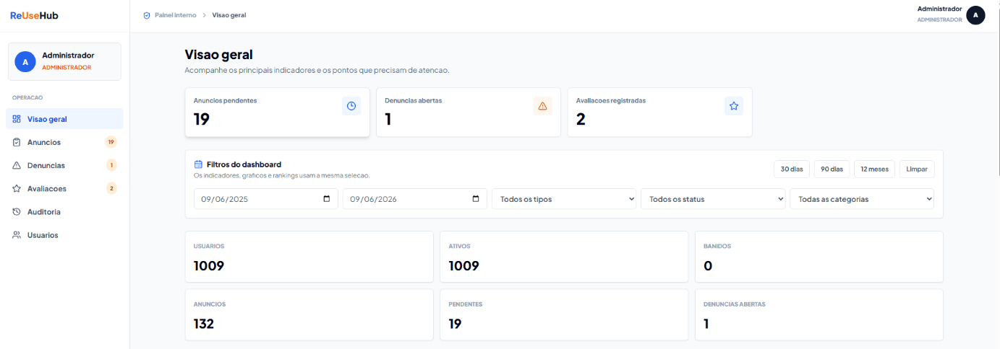 ReUseHub
Painel interno > Visao geral
Administrador
ADMINISTRADOR
A
A
Administrador
ADMINISTRADOR
OPERACAO
Visao geral
Anuncios 19
Denuncias 1
Avaliacoes 2
Auditoria
Usuarios
Visao geral
Acompanhe os principais indicadores e os pontos que precisam de atencao.
Anuncios pendentes
19
Denuncias abertas
1
Avaliacoes registradas
2
Filtros do dashboard
Os indicadores, graficos e rankings usam a mesma selecao.
30 dias 90 dias 12 meses Limpar
09/06/2025 09/06/2026 Todos os tipos Todos os status Todas as categorias
USUARIOS
1009
ATIVOS
1009
BANIDOS
0
ANUNCIOS
132
PENDENTES
19
DENUNCIAS ABERTAS
1